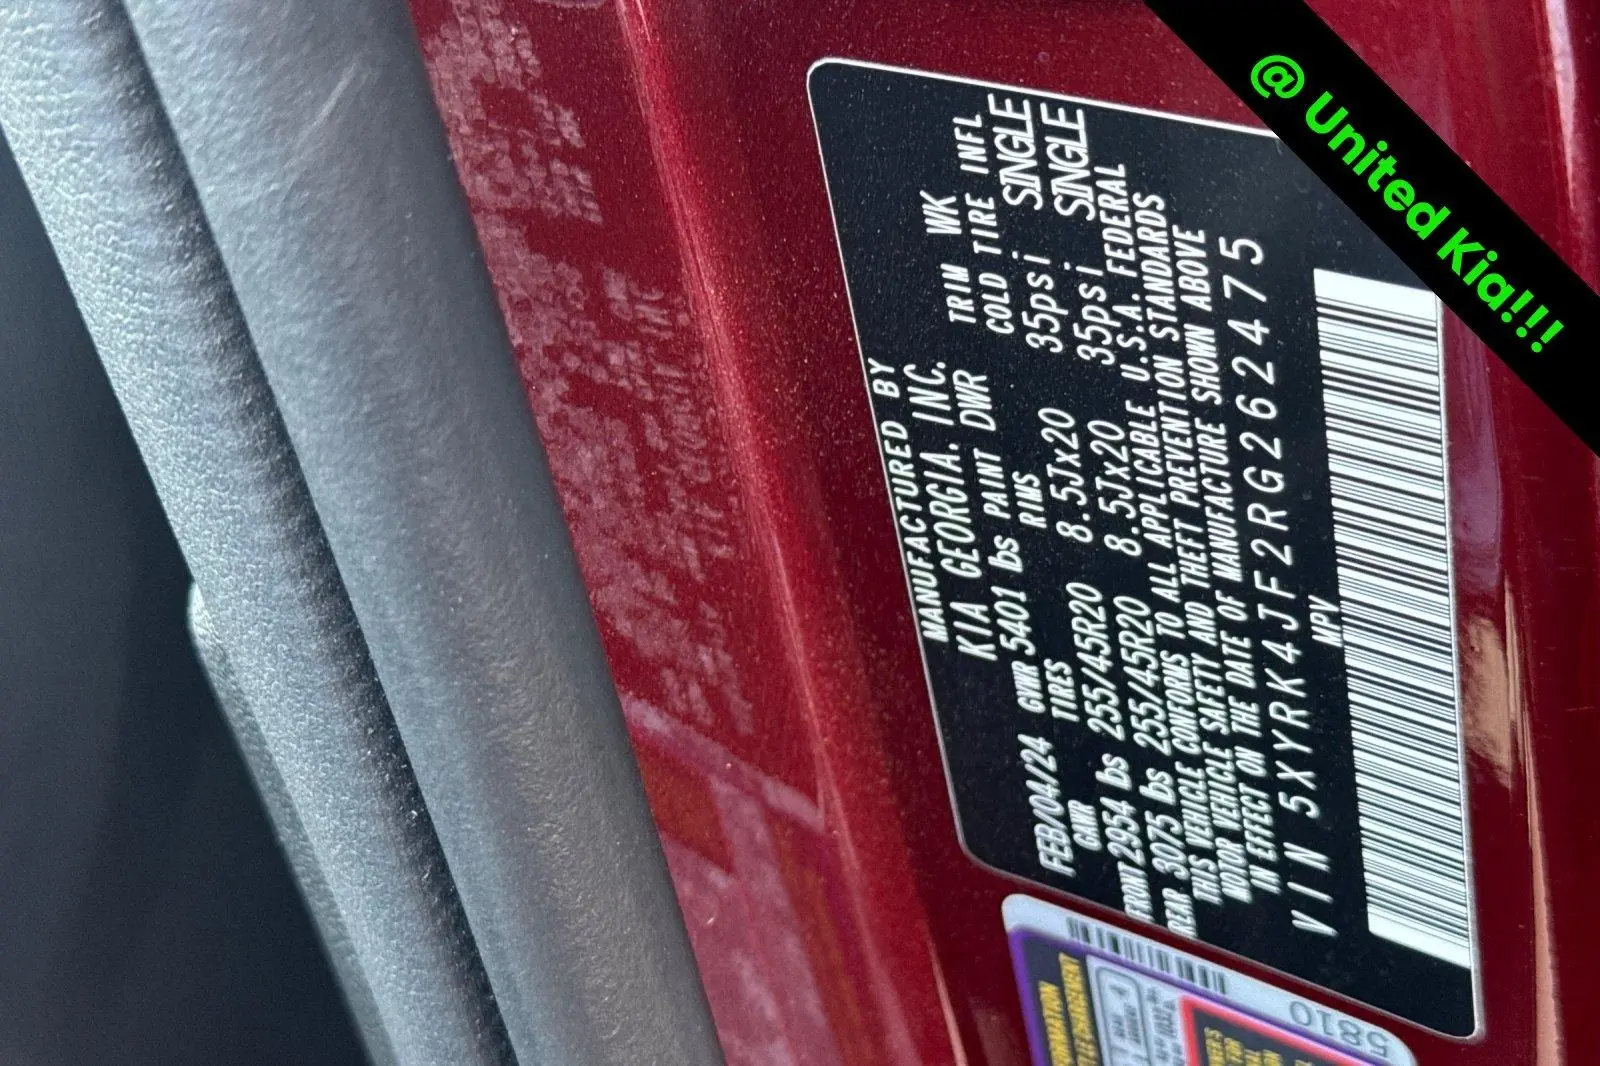 @ United Kia!!!
MANUFACTURED BY
KIA GEORGIA. INC.
FEB/04/24 GVWR 5401 lbs PAINT DWR TRIM WK
GAWR TIRES RIMS COLD TIRE INFL
FRONT 2954 lbs 255/45R20 8.5Jx20 35psi SINGLE
REAR 3075 lbs 255/45R20 8.5Jx20 35psi SINGLE
THIS VEHICLE CONFORMS TO ALL APPLICABLE U.S.A. FEDERAL
MOTOR VEHICLE SAFETY AND THEFT PREVENTION STANDARDS
IN EFFECT ON THE DATE OF MANUFACTURE SHOWN ABOVE
VIN 5XYRK4JF2RG262475
MPV
5810